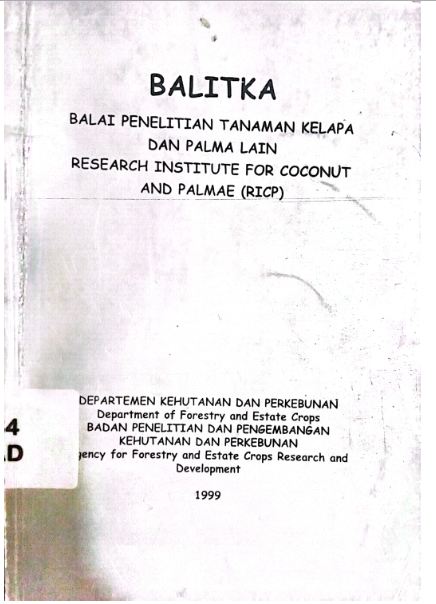 BALITKA
BALAI PENELITIAN TANAMAN KELAPA
DAN PALMA LAIN
RESEARCH INSTITUTE FOR COCONUT
AND PALMAE (RICP)
DEPARTEMEN KEHUTANAN DAN PERKEBUNAN
Department of Forestry and Estate Crops
BADAN PENELITIAN DAN PENGEMBANGAN
KEHUTANAN DAN PERKEBUNAN
gency for Forestry and Estate Crops Research and
Development
1999
4
D